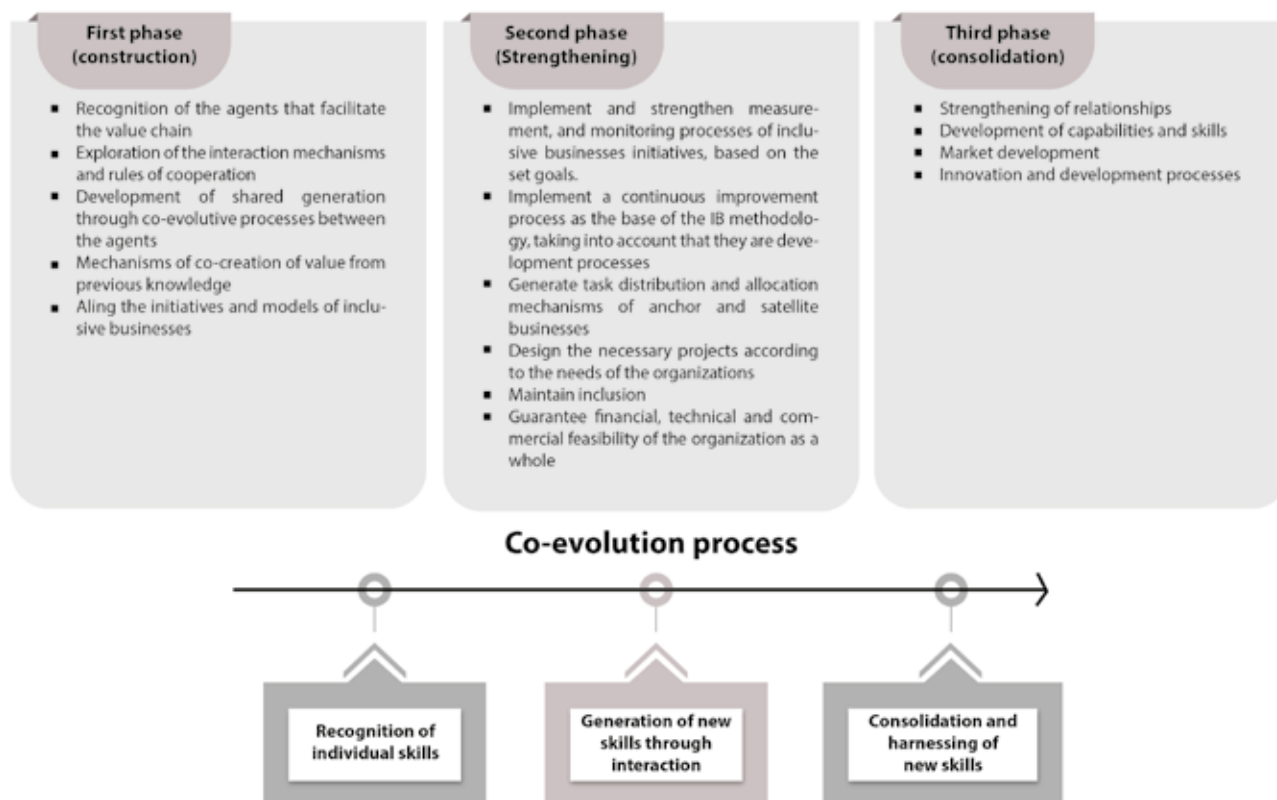 First phase
(construction)
▪ Recognition of the agents that facilitate
the value chain
▪ Exploration of the interaction mechanisms
and rules of cooperation
▪ Development of shared generation
through co-evolutive processes between
the agents
▪ Mechanisms of co-creation of value from
previous knowledge
▪ Aling the initiatives and models of inclu-
sive businesses
Second phase
(Strengthening)
▪ Implement and strengthen measure-
ment, and monitoring processes of inclu-
sive businesses initiatives, based on the
set goals.
▪ Implement a continuous improvement
process as the base of the IB methodolo-
gy, taking into account that they are deve-
lopment processes
▪ Generate task distribution and allocation
mechanisms of anchor and satellite
businesses
▪ Design the necessary projects according
to the needs of the organizations
▪ Maintain inclusion
▪ Guarantee financial, technical and com-
mercial feasibility of the organization as a
whole
Third phase
(consolidation)
▪ Strengthening of relationships
▪ Development of capabilities and skills
▪ Market development
▪ Innovation and development processes
Co-evolution process
Recognition of
individual skills
Generation of new
skills through
interaction
Consolidation and
harnessing of
new skills